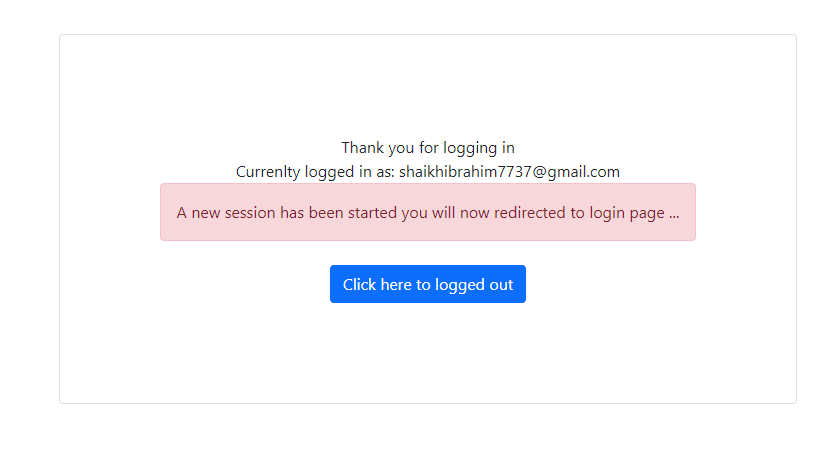 Thank you for logging in
Currenlty logged in as: shaikhibrahim7737@gmail.com
A new session has been started you will now redirected to login page ...
Click here to logged out